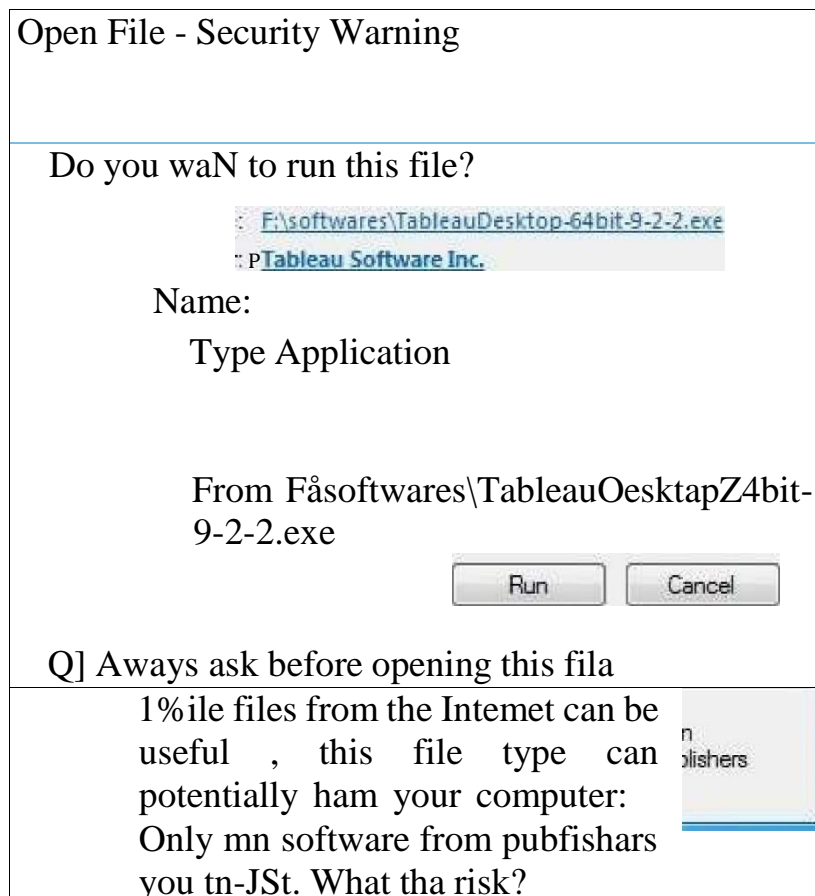 Open File - Security Warning
Do you waN to run this file?
: F:\softwares\TableauDesktop-64bit-9-2-2.exe
:: PTableau Software Inc.
Name:
Type Application
From Fåsoftwares\TableauOesktapZ4bit-
9-2-2.exe
Run Cancel
Q] Aways ask before opening this fila
1%ile files from the Intemet can be
useful , this file type can
potentially ham your computer:
Only mn software from pubfishars
you tn-JSt. What tha risk?
n
blishers